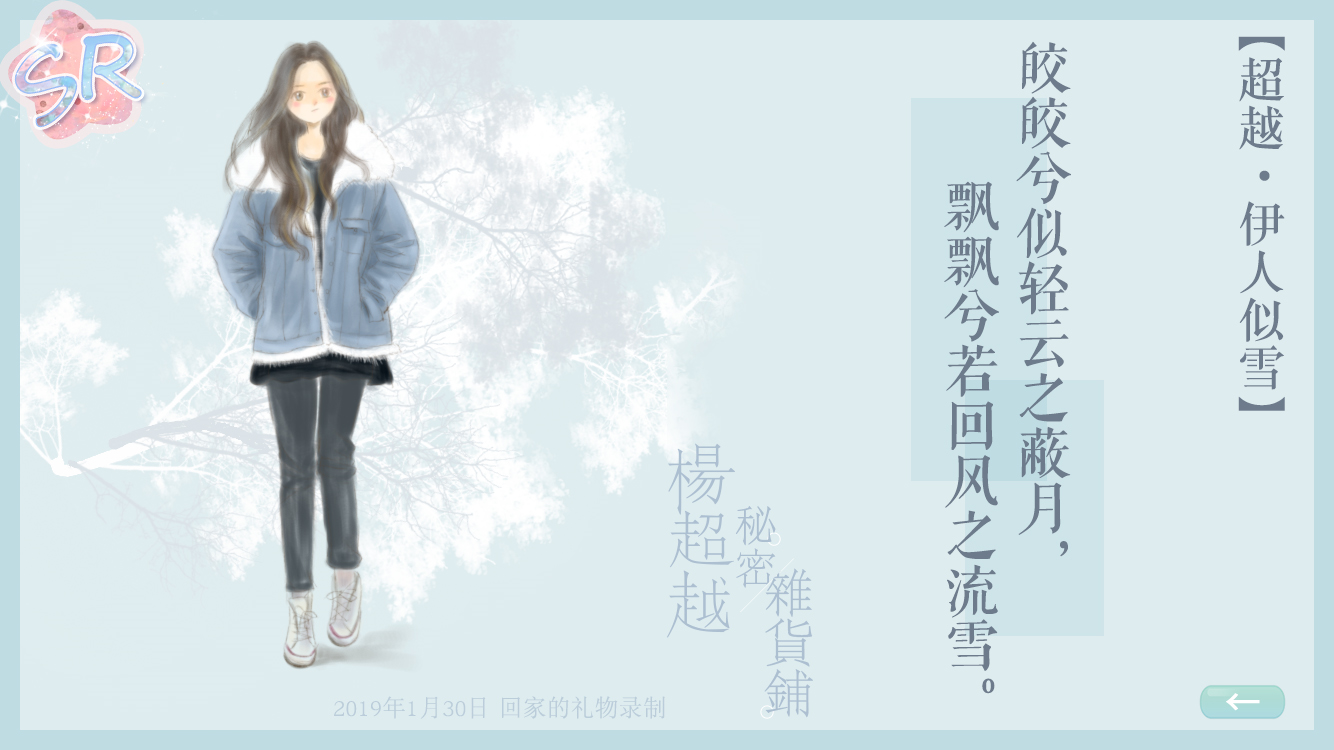 SR
【超越·伊人似雪】
皎皎兮似轻云之蔽月，
飘飘兮若回风之流雪。
楊超越
秘密
雜貨鋪
2019年1月30日 回家的礼物录制